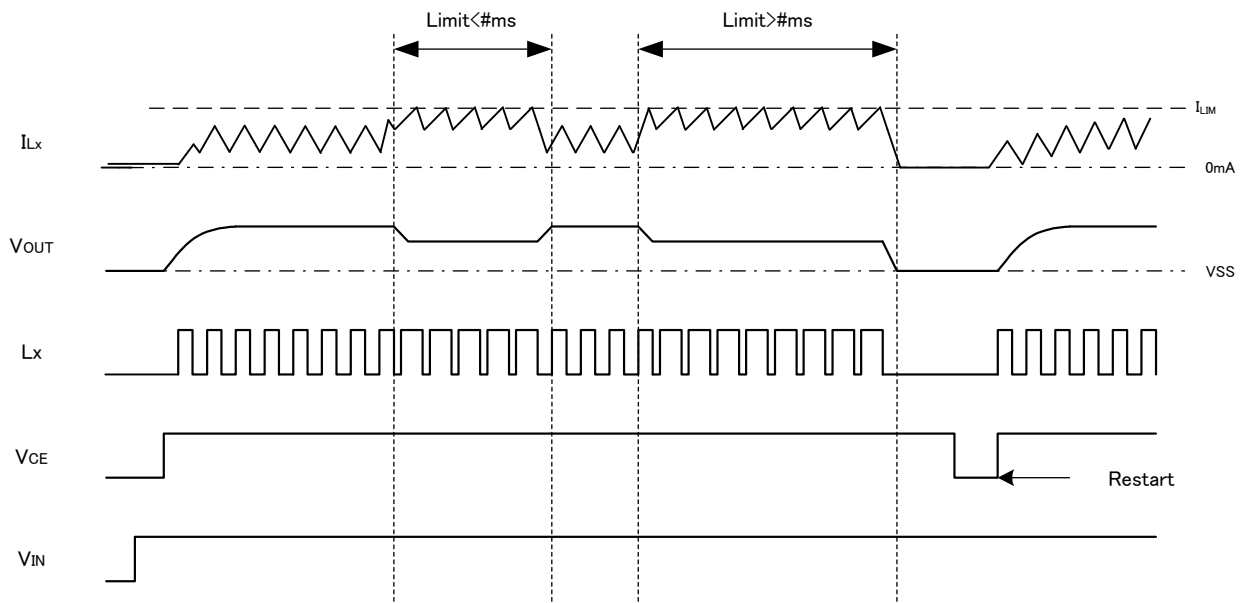 Limit<#ms
Limit>#ms
ILx
ILIM
0mA
VOUT
VSS
Lx
VCE
Restart
VIN